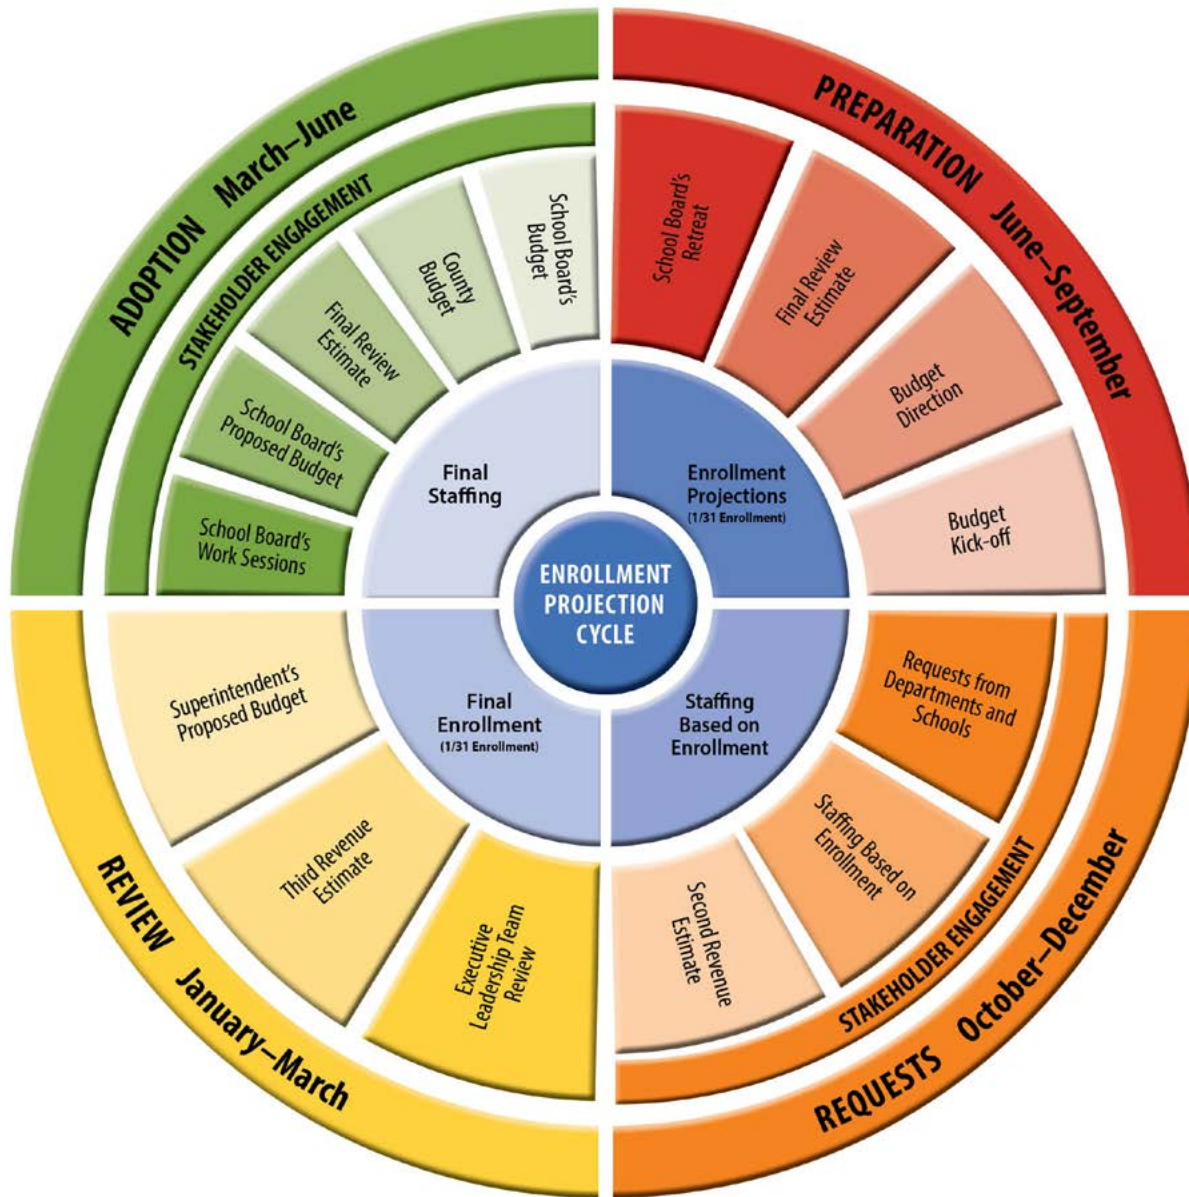 PREPARATION June–September
School Board's
Retreat
Final Review
Estimate
Budget
Direction
Budget
Kick-off
Enrollment
Projections
(1/31 Enrollment)
REQUESTS October–December
STAKEHOLDER ENGAGEMENT
Requests from
Departments and
Schools
Staffing Based on
Enrollment
Second Revenue
Estimate
Staffing
Based on
Enrollment
REVIEW January–March
Executive
Leadership Team
Review
Third Revenue
Estimate
Superintendent's
Proposed Budget
Final
Enrollment
(1/31 Enrollment)
ADOPTION March–June
STAKEHOLDER ENGAGEMENT
School Board's
Work Sessions
School Board's
Proposed Budget
Final Review
Estimate
County
Budget
School Board's
Budget
Final
Staffing
ENROLLMENT
PROJECTION
CYCLE